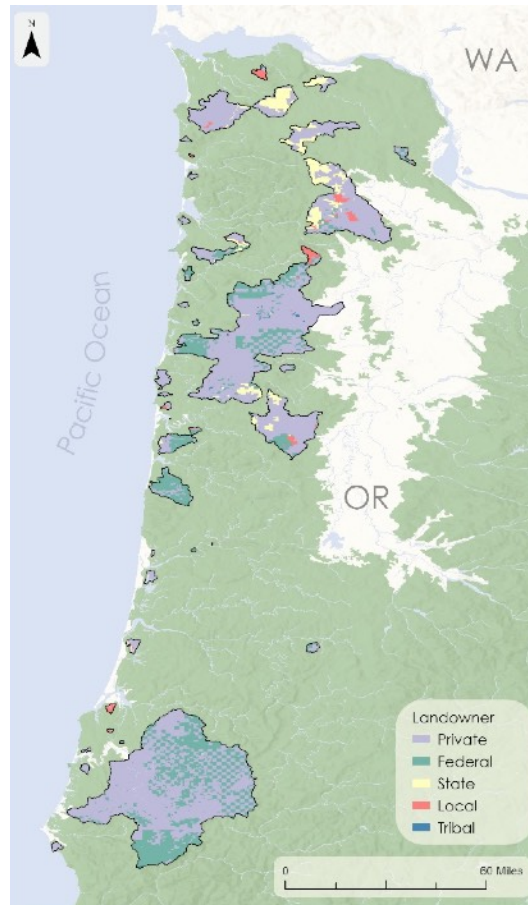 N
WA
Pacific Ocean
OR
Landowner
Private
Federal
State
Local
Tribal
0
60 Miles